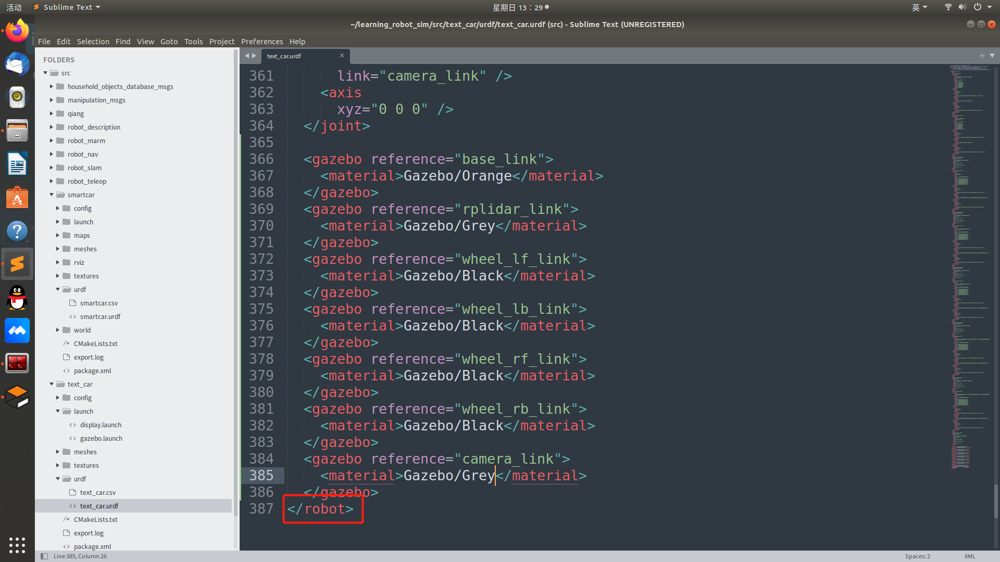 活动
Sublime Text
星期日 13：29
英
~/learning_robot_sim/src/text_car/urdf/text_car.urdf (src) - Sublime Text (UNREGISTERED)
File Edit Selection Find View Goto Tools Project Preferences Help
FOLDERS
src
household_objects_database_msgs
manipulation_msgs
qiang
robot_description
robot_marm
robot_nav
robot_slam
robot_teleop
smartcar
config
launch
maps
meshes
rviz
textures
urdf
smartcar.csv
smartcar.urdf
world
CMakeLists.txt
export.log
package.xml
text_car
config
launch
display.launch
gazebo.launch
meshes
textures
urdf
text_car.csv
text_car.urdf
CMakeLists.txt
export.log
package.xml
text_car.urdf
361 link="camera_link" />
362 <axis
363 xyz="0 0 0" />
364 </joint>
365
366 <gazebo reference="base_link">
367 <material>Gazebo/Orange</material>
368 </gazebo>
369 <gazebo reference="rplidar_link">
370 <material>Gazebo/Grey</material>
371 </gazebo>
372 <gazebo reference="wheel_lf_link">
373 <material>Gazebo/Black</material>
374 </gazebo>
375 <gazebo reference="wheel_lb_link">
376 <material>Gazebo/Black</material>
377 </gazebo>
378 <gazebo reference="wheel_rf_link">
379 <material>Gazebo/Black</material>
380 </gazebo>
381 <gazebo reference="wheel_rb_link">
382 <material>Gazebo/Black</material>
383 </gazebo>
384 <gazebo reference="camera_link">
385 <material>Gazebo/Grey</material>
386 </gazebo>
387 </robot>
Line 385, Column 26
Spaces: 2
XML